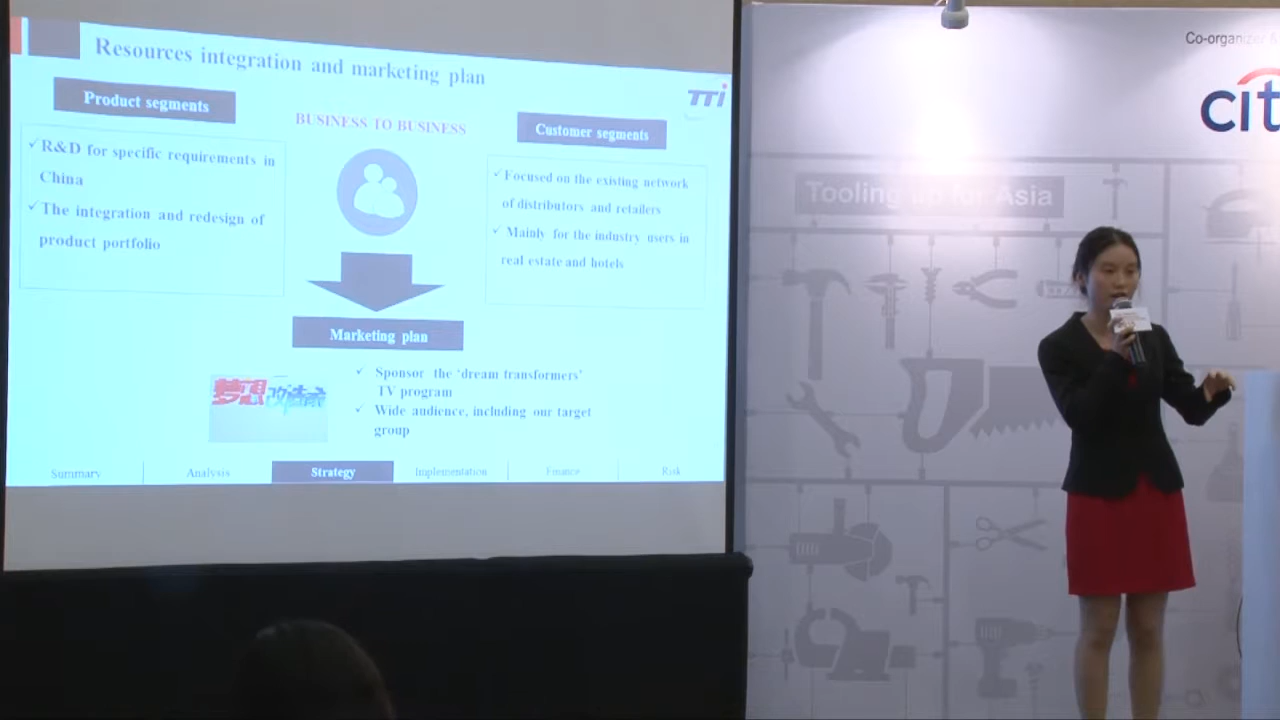 Resources integration and marketing plan
TTi
Product segments
BUSINESS TO BUSINESS
Customer segments
✓R&D for specific requirements in
China
✓The integration and redesign of
product portfolio
✓Focused on the existing network
of distributors and retailers
✓ Mainly for the industry users in
real estate and hotels
Marketing plan
梦想改造家
✓ Sponsor the ‘dream transformers’
TV program
✓ Wide audience, including our target
group
Summary
Analysis
Strategy
Implementation
Finance
Risk
Co-organizer &
cit
Tooling up for Asia